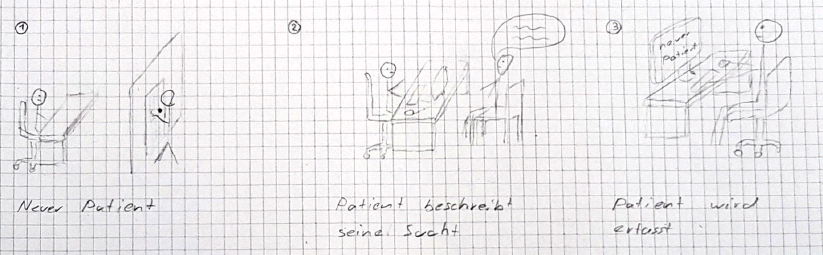 1
2
3
neuer
Patient
Neuer Patient
Patient beschreibt
seine Sucht
Patient wird
erfasst